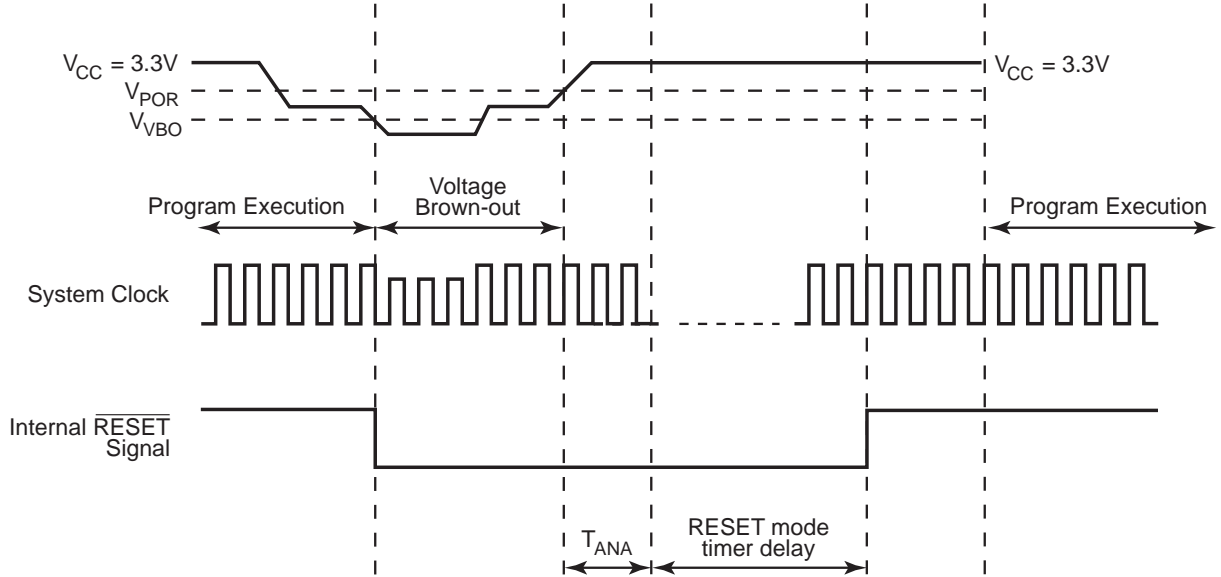 VCC = 3.3V
VCC = 3.3V
VPOR
VVBO
Program Execution
Voltage
Brown-out
Program Execution
System Clock
Internal RESET
Signal
TANA
RESET mode
timer delay